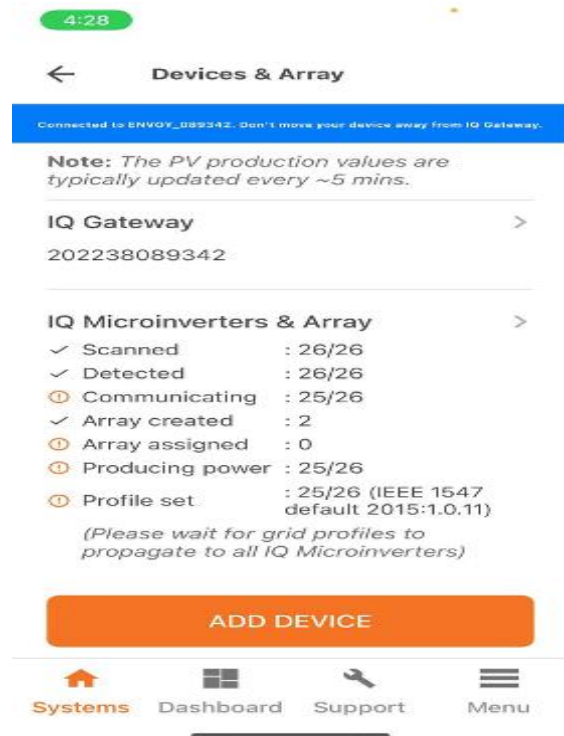 4:28
Devices & Array
Connected to ENVOY_089342. Don't move your device away from IQ Gateway.
Note: The PV production values are
typically updated every ~5 mins.
IQ Gateway
202238089342
IQ Microinverters & Array
Scanned : 26/26
Detected : 26/26
Communicating : 25/26
Array created : 2
Array assigned : 0
Producing power : 25/26
Profile set : 25/26 (IEEE 1547
default 2015:1.0.11)
(Please wait for grid profiles to
propagate to all IQ Microinverters)
ADD DEVICE
Systems Dashboard Support Menu